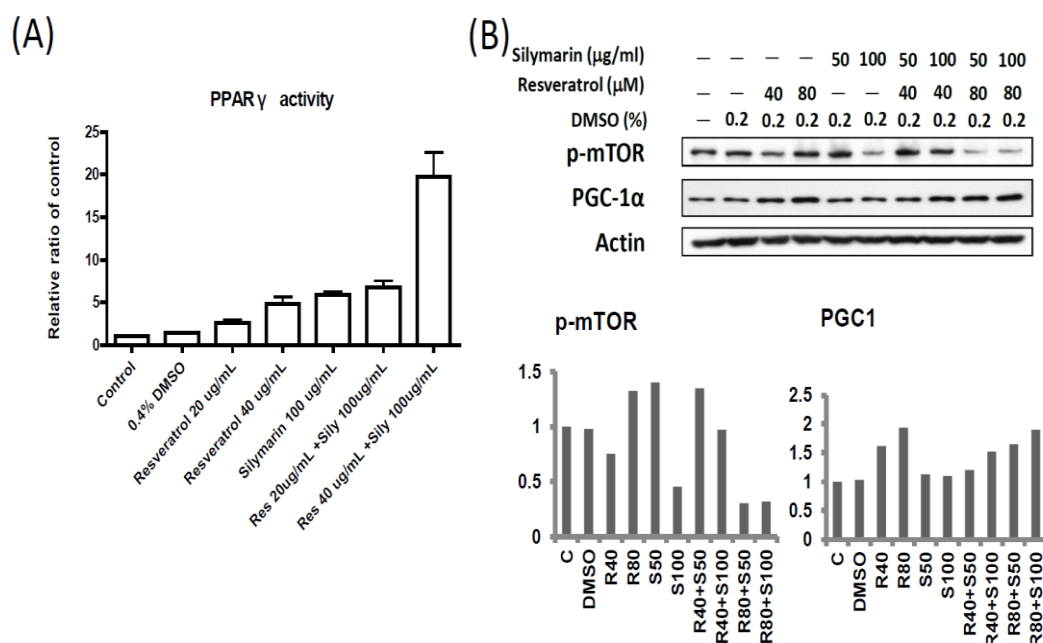 (A)
PPAR γ activity
Relative ratio of control
25
20
15
10
5
0
Control
0.4% DMSO
Resvératrol 20 ug/mL
Resvératrol 40 ug/mL
Silymarin 100 ug/mL
Res 20ug/mL +Sily 100ug/mL
Res 40 ug/mL +Sily 100ug/mL
(B)
Silymarin (μg/ml) — — — — 50 100 50 100 50 100
Resveratrol (μM) — — 40 80 — — 40 40 80 80
DMSO (%) — 0.2 0.2 0.2 0.2 0.2 0.2 0.2 0.2 0.2
p-mTOR
PGC-1α
Actin
p-mTOR
1.5
1
0.5
0
C
DMSO
R40
R80
S50
S100
R40+S50
R40+S100
R80+S50
R80+S100
PGC1
2.5
2
1.5
1
0.5
0
C
DMSO
R40
R80
S50
S100
R40+S50
R40+S100
R80+S50
R80+S100